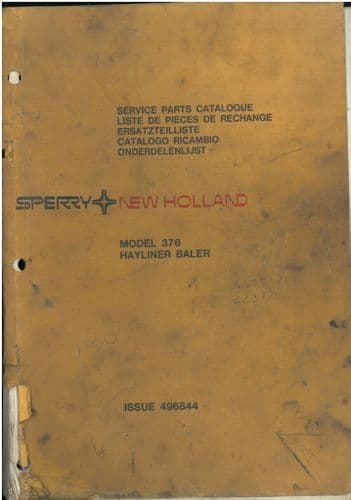 SERVICE PARTS CATALOGUE
LISTE DE PIECES DE RECHANGE
ERSATZTEILLISTE
CATALOGO RICAMBIO
ONDERDELENLIJST
SPERRY NEW HOLLAND
MODEL 376
HAYLINER BALER
ISSUE 496844